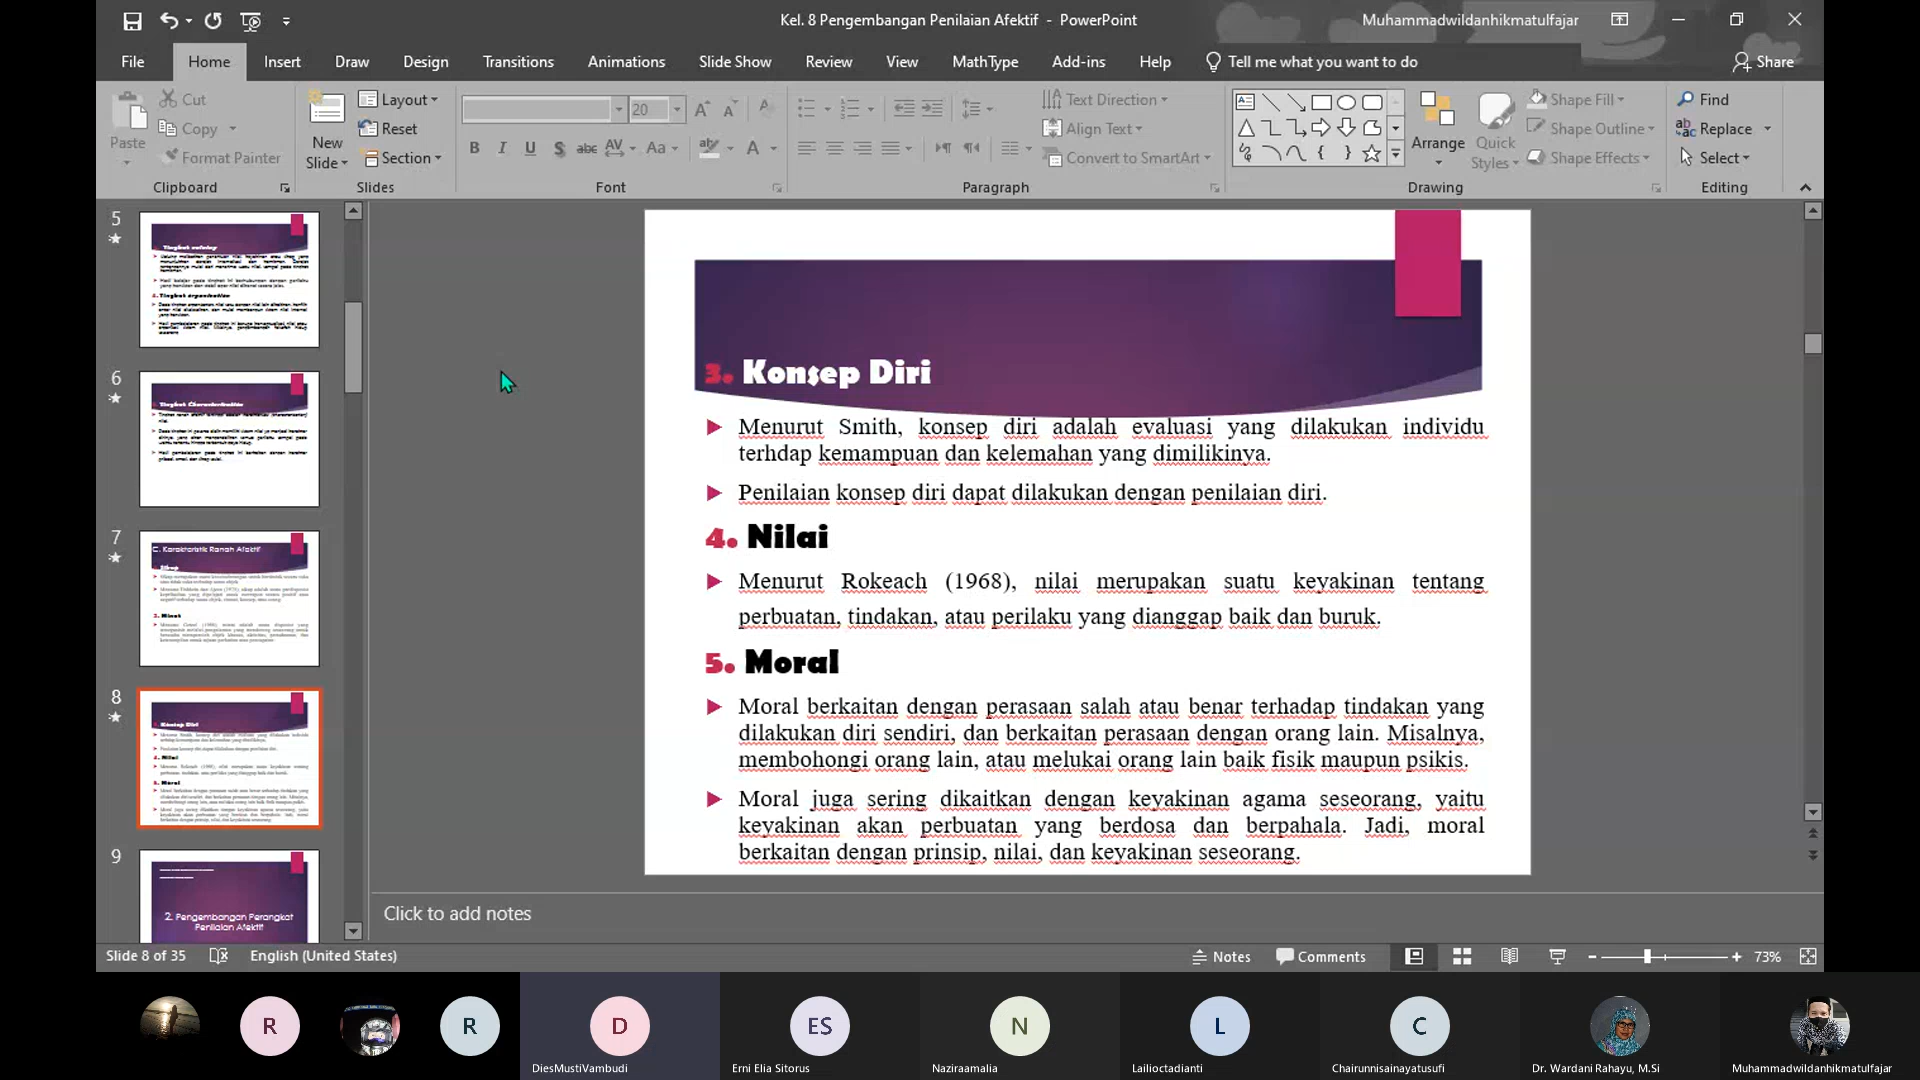 Kel. 8 Pengembangan Penilaian Afektif - PowerPoint
Muhammadwildanhikmatulfajar
File Home Insert Draw Design Transitions Animations Slide Show Review View MathType Add-ins Help Tell me what you want to do Share
Paste
Cut
Copy
Format Painter
Clipboard
New Slide
Layout
Reset
Section
Slides
20
Font
Text Direction
Align Text
Convert to SmartArt
Paragraph
Arrange
Quick Styles
Shape Fill
Shape Outline
Shape Effects
Drawing
Find
Replace
Select
Editing
5
6
7
C. Karakteristik Ranah Afektif
8
9
2. Pengembangan Perangkat
Penilaian Afektif
3. Konsep Diri
Menurut Smith, konsep diri adalah evaluasi yang dilakukan individu
terhdap kemampuan dan kelemahan yang dimilikinya.
Penilaian konsep diri dapat dilakukan dengan penilaian diri.
4. Nilai
Menurut Rokeach (1968), nilai merupakan suatu keyakinan tentang
perbuatan, tindakan, atau perilaku yang dianggap baik dan buruk.
5. Moral
Moral berkaitan dengan perasaan salah atau benar terhadap tindakan yang
dilakukan diri sendiri, dan berkaitan perasaan dengan orang lain. Misalnya,
membohongi orang lain, atau melukai orang lain baik fisik maupun psikis.
Moral juga sering dikaitkan dengan keyakinan agama seseorang, yaitu
keyakinan akan perbuatan yang berdosa dan berpahala. Jadi, moral
berkaitan dengan prinsip, nilai, dan keyakinan seseorang.
Click to add notes
Slide 8 of 35 English (United States) Notes Comments 73%
R R D ES N L C
DiesMustiVambudi Erni Elia Sitorus Naziraamalia Lailioctadianti Chairunnisainayatusufi Dr. Wardani Rahayu, M.Si Muhammadwildanhikmatulfajar